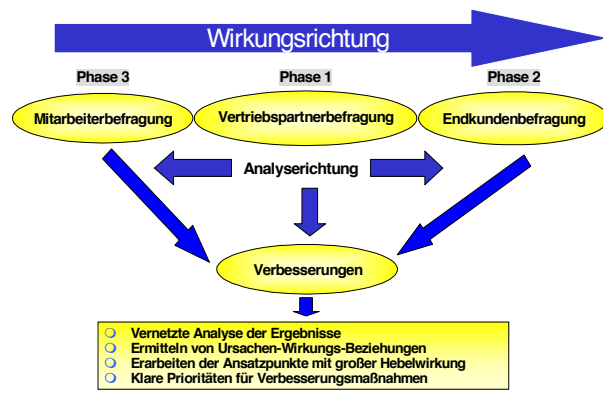 Wirkungsrichtung
Phase 3
Phase 1
Phase 2
Mitarbeiterbefragung
Vertriebspartnerbefragung
Endkundenbefragung
Analyserichtung
Verbesserungen
Vernetzte Analyse der Ergebnisse
Ermitteln von Ursachen-Wirkungs-Beziehungen
Erarbeiten der Ansatzpunkte mit großer Hebelwirkung
Klare Prioritäten für Verbesserungsmaßnahmen